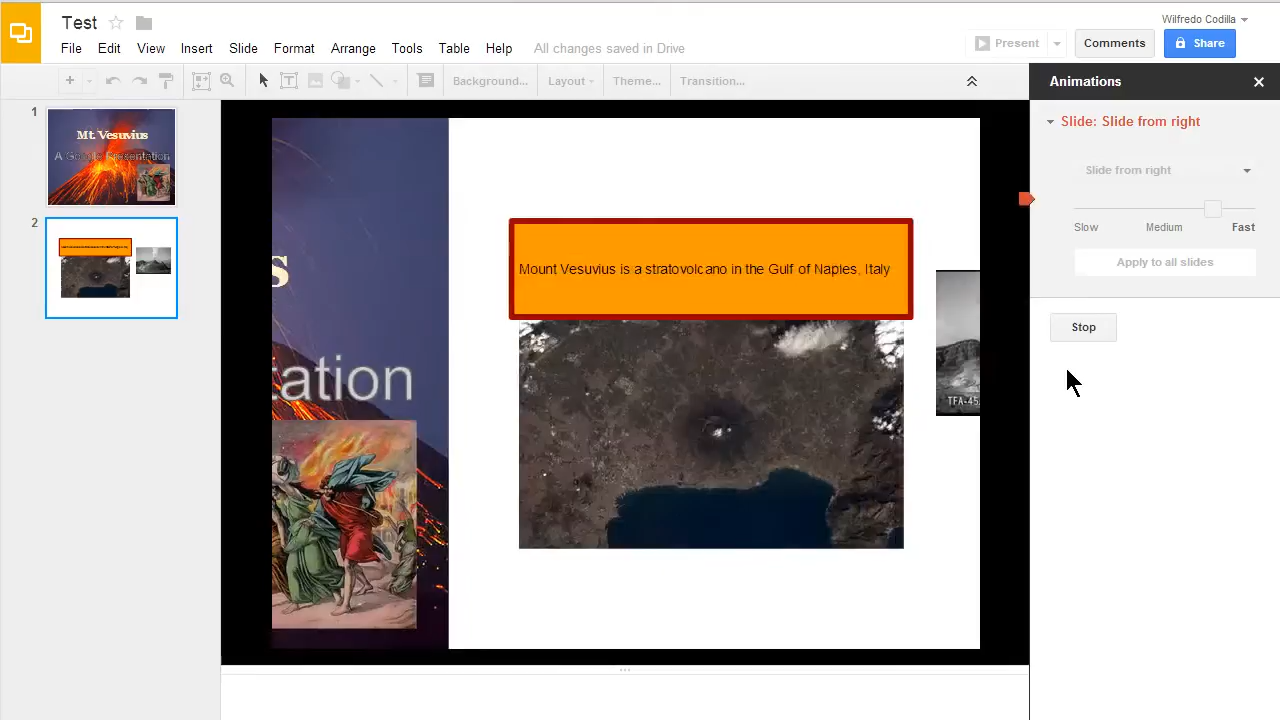 Test
Wilfredo Codilla
File Edit View Insert Slide Format Arrange Tools Table Help All changes saved in Drive
Present Comments Share
Background... Layout Theme... Transition...
Animations
1
Mt. Vesuvius
A Google Presentation
Slide: Slide from right
Slide from right
Slow Medium Fast
Apply to all slides
Stop
2
s
tation
Mount Vesuvius is a stratovolcano in the Gulf of Naples, Italy
TFA-45